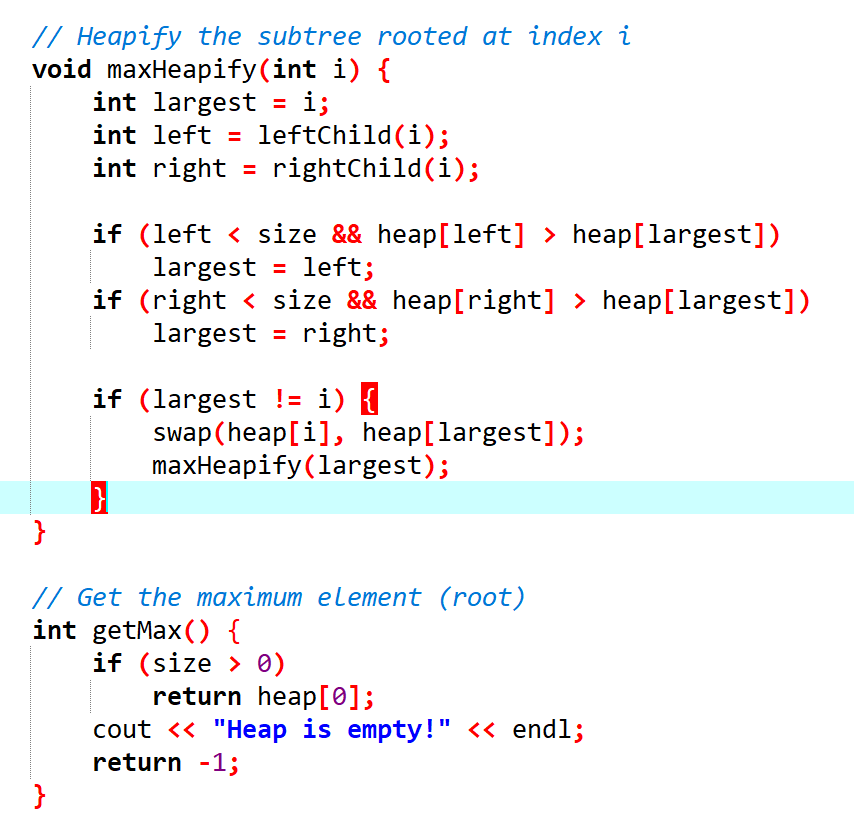 // Heapify the subtree rooted at index i
void maxHeapify(int i) {
    int largest = i;
    int left = leftChild(i);
    int right = rightChild(i);

    if (left < size && heap[left] > heap[largest])
        largest = left;
    if (right < size && heap[right] > heap[largest])
        largest = right;

    if (largest != i) {
        swap(heap[i], heap[largest]);
        maxHeapify(largest);
    }
}

// Get the maximum element (root)
int getMax() {
    if (size > 0)
        return heap[0];
    cout << "Heap is empty!" << endl;
    return -1;
}